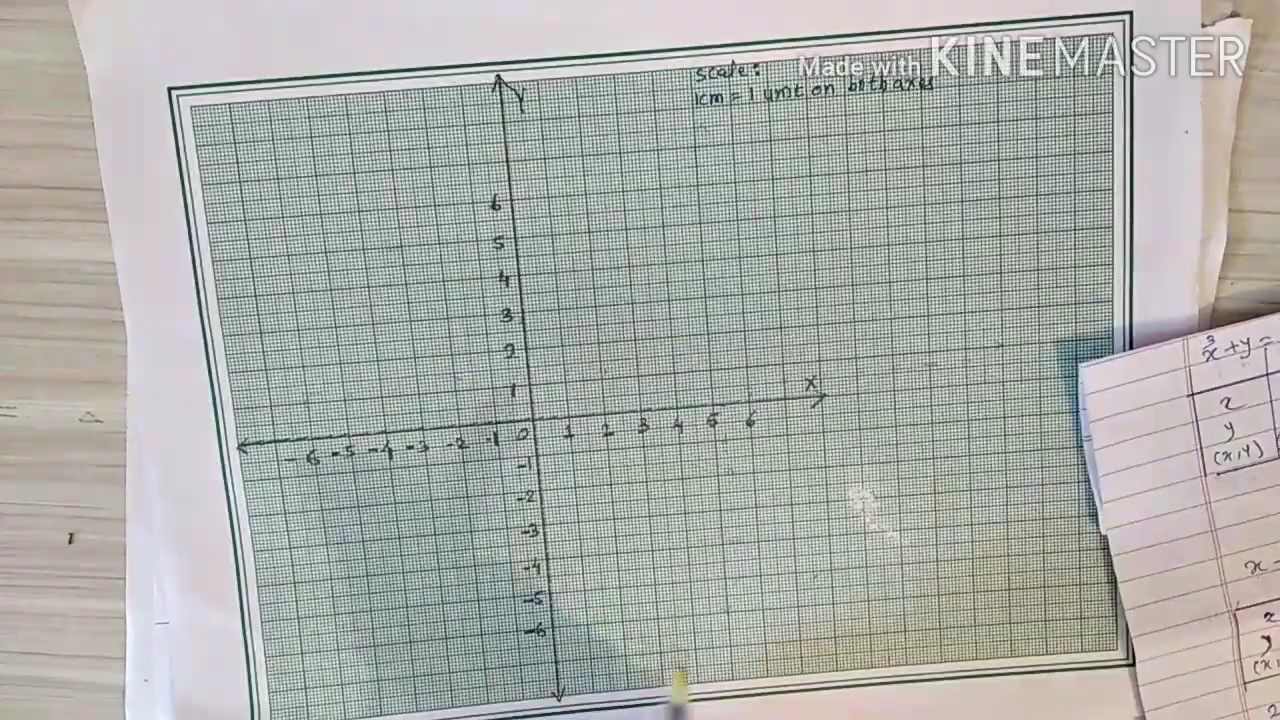 Made with KINEMASTER
scale:
1cm = 1 unit on both axes
Y
6
5
4
3
2
1
X
-6 -5 -4 -3 -2 -1 0 1 2 3 4 5 6
-1
-2
-3
-4
-5
-6
3
x + y =
x
y
(x,y)
x
x
y
(x,